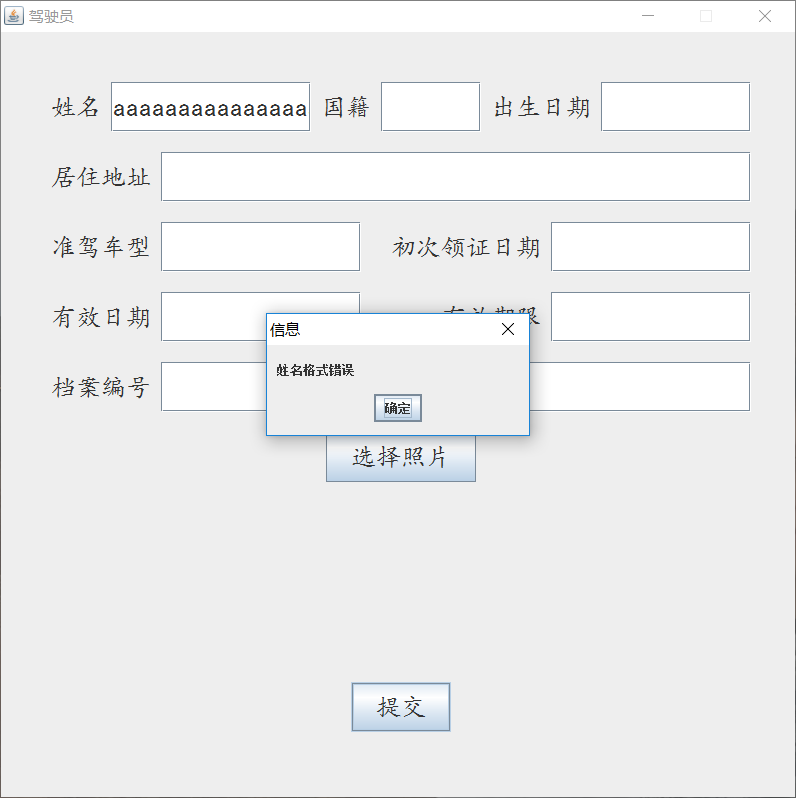 驾驶员
姓名 aaaaaaaaaaaaaaa 国籍 出生日期
居住地址
准驾车型 初次领证日期
有效日期
信息
姓名格式错误
确定
档案编号
选择照片
提交